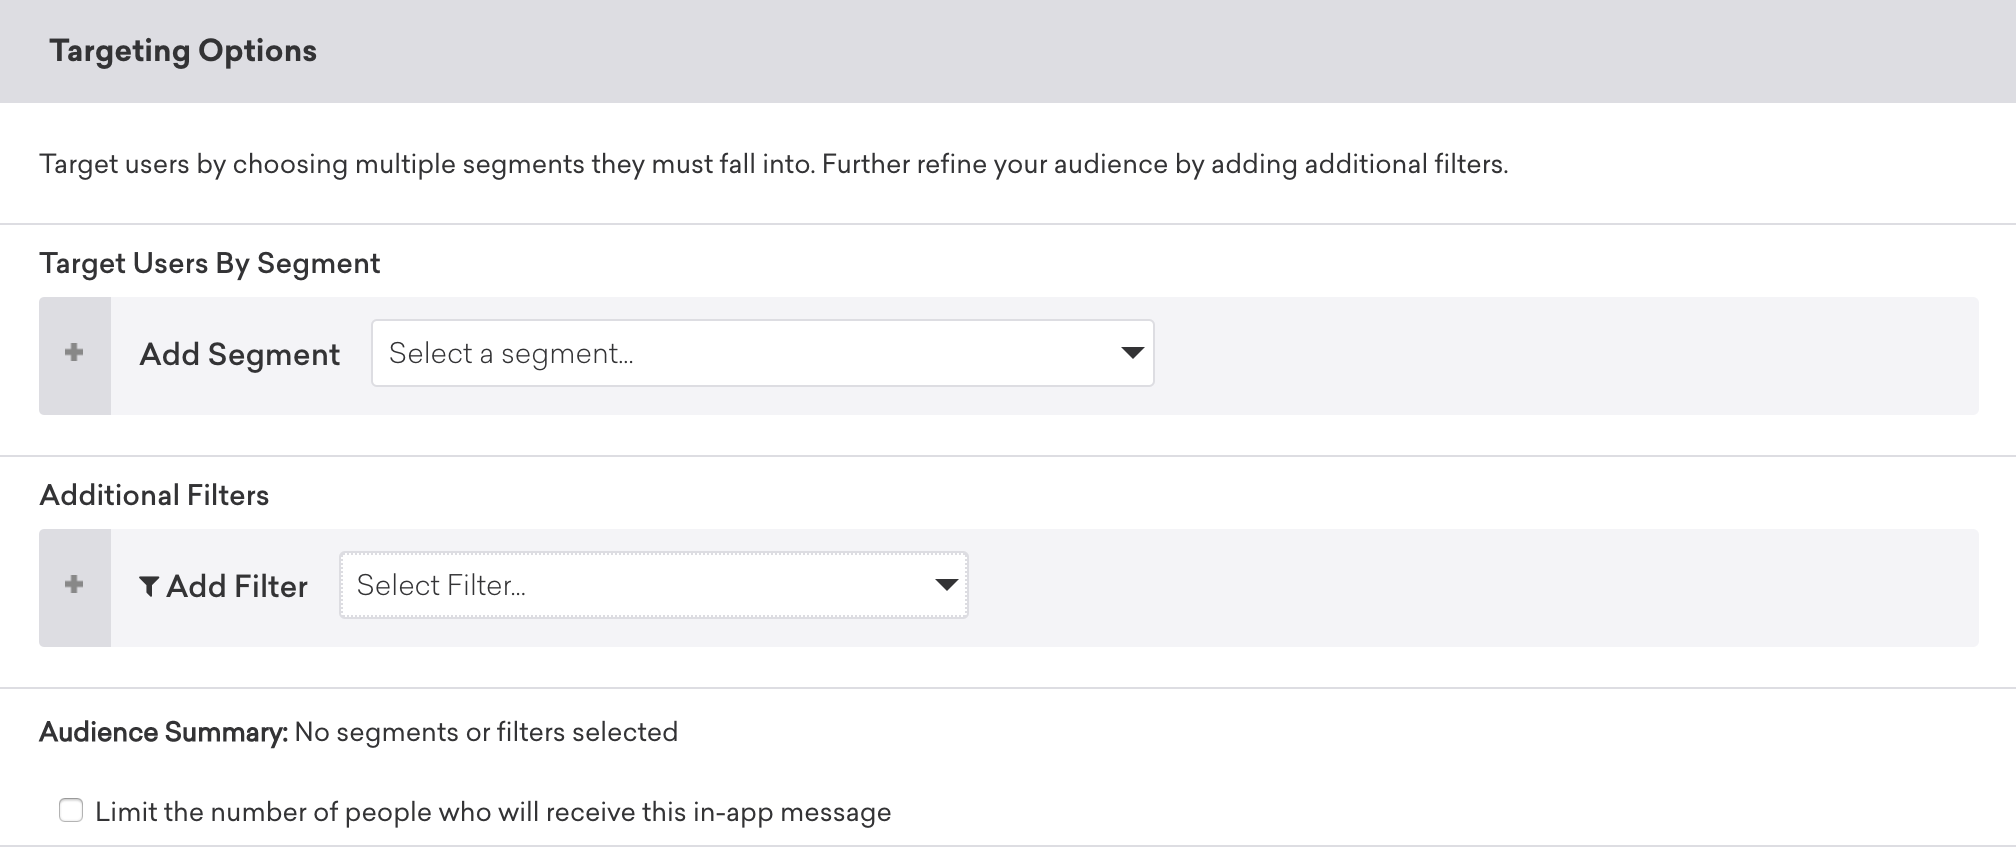 Targeting Options
Target users by choosing multiple segments they must fall into. Further refine your audience by adding additional filters.
Target Users By Segment
Add Segment Select a segment...
Additional Filters
Add Filter Select Filter...
Audience Summary: No segments or filters selected
Limit the number of people who will receive this in-app message